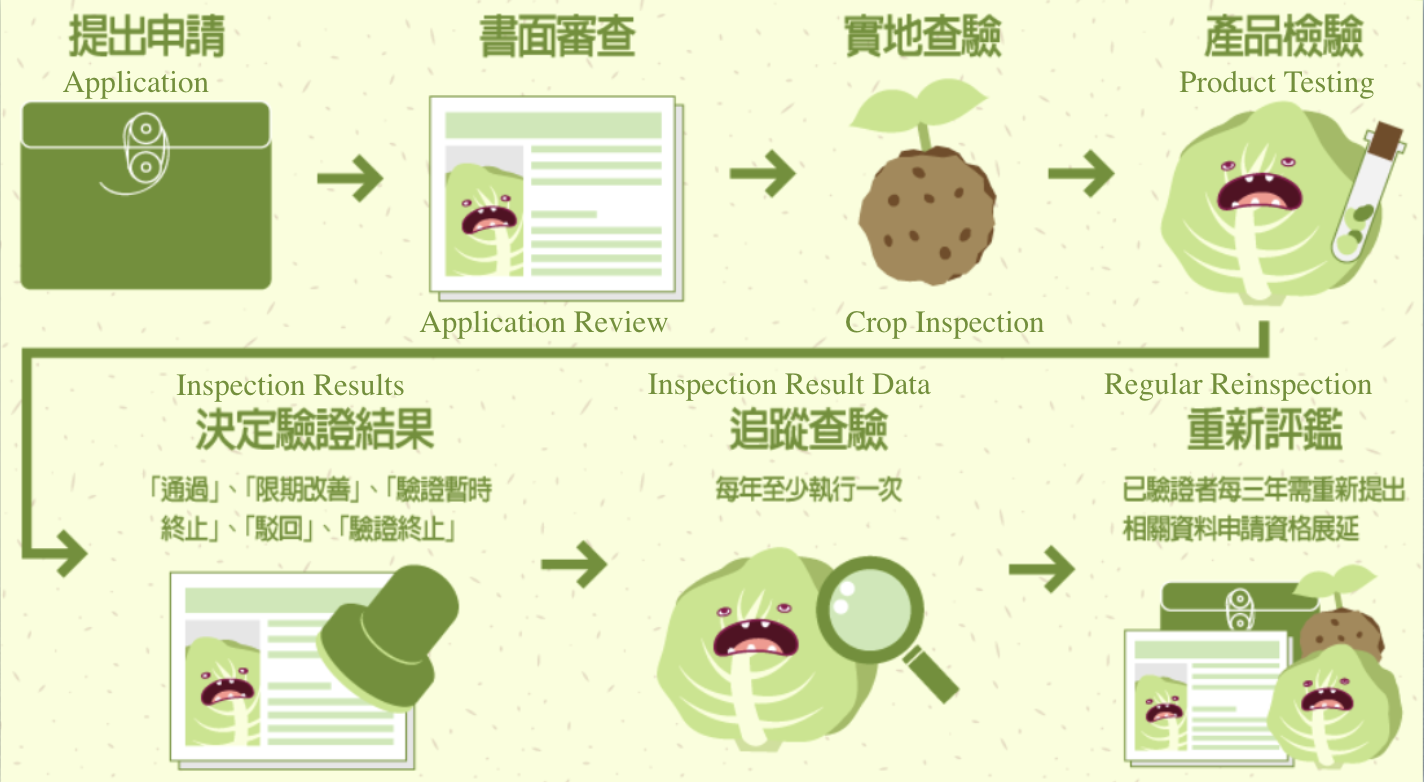 提出申請
Application
書面審查
Application Review
實地查驗
Crop Inspection
產品檢驗
Product Testing
Inspection Results
決定驗證結果
「通過」、「限期改善」、「驗證暫時
終止」、「駁回」、「驗證終止」
Inspection Result Data
追蹤查驗
每年至少執行一次
Regular Reinspection
重新評鑑
已驗證者每三年需重新提出
相關資料申請資格展延